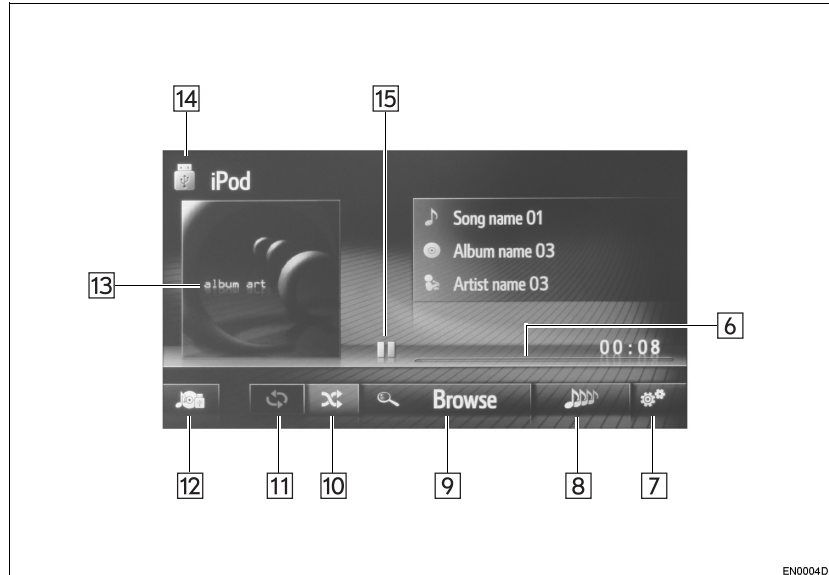 14 15
iPod
Song name 01
Album name 03
Artist name 03
album art
13
6
00:08
Browse
12 11 10 9 8 7
EN0004D